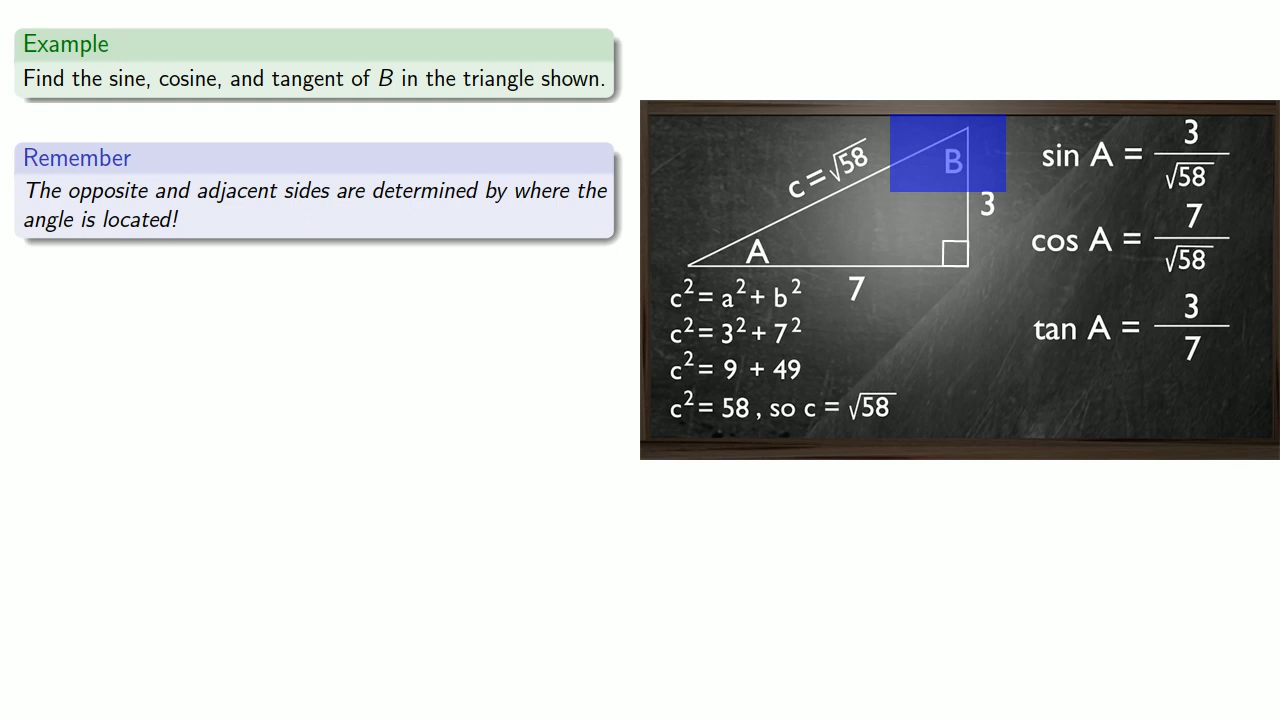 Example
Find the sine, cosine, and tangent of B in the triangle shown.
Remember
The opposite and adjacent sides are determined by where the
angle is located!
c = √58
B
3
A
7
c² = a² + b²
c² = 3² + 7²
c² = 9 + 49
c² = 58 , so c = √58
sin A = 3/√58
cos A = 7/√58
tan A = 3/7